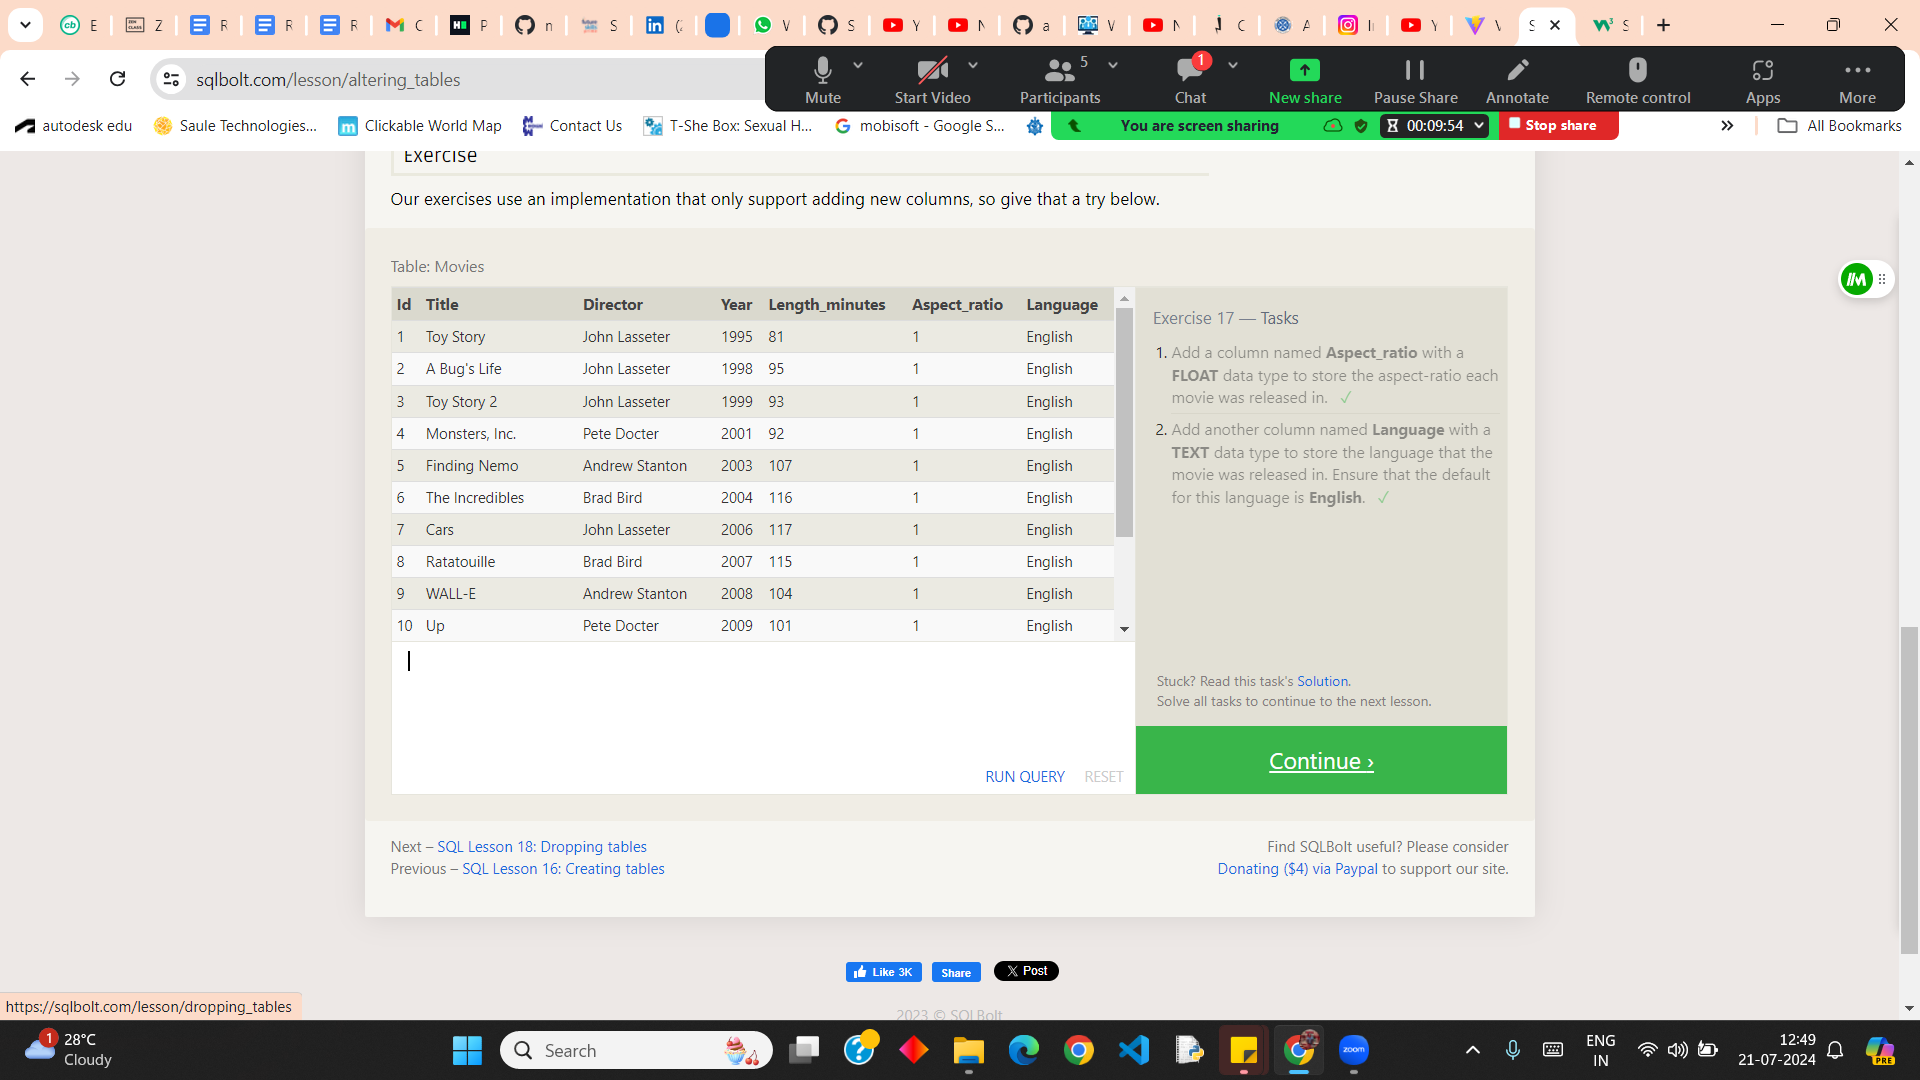 E
Z
R
R
R
C
P
n
S
(2
W
S
Y
N
a
W
N
C
A
I
Y
V
S
S
sqlbolt.com/lesson/altering_tables
Mute
Start Video
5
Participants
1
Chat
New share
Pause Share
Annotate
Remote control
Apps
More
autodesk edu
Saule Technologies...
Clickable World Map
Contact Us
T-She Box: Sexual H...
mobisoft - Google S...
You are screen sharing
00:09:54
Stop share
All Bookmarks
Exercise
Our exercises use an implementation that only support adding new columns, so give that a try below.
Table: Movies
Id Title Director Year Length_minutes Aspect_ratio Language
1 Toy Story John Lasseter 1995 81 1 English
2 A Bug's Life John Lasseter 1998 95 1 English
3 Toy Story 2 John Lasseter 1999 93 1 English
4 Monsters, Inc. Pete Docter 2001 92 1 English
5 Finding Nemo Andrew Stanton 2003 107 1 English
6 The Incredibles Brad Bird 2004 116 1 English
7 Cars John Lasseter 2006 117 1 English
8 Ratatouille Brad Bird 2007 115 1 English
9 WALL-E Andrew Stanton 2008 104 1 English
10 Up Pete Docter 2009 101 1 English
RUN QUERY RESET
Exercise 17 — Tasks
1. Add a column named Aspect_ratio with a
FLOAT data type to store the aspect-ratio each
movie was released in. ✓
2. Add another column named Language with a
TEXT data type to store the language that the
movie was released in. Ensure that the default
for this language is English. ✓
Stuck? Read this task's Solution.
Solve all tasks to continue to the next lesson.
Continue ›
Next – SQL Lesson 18: Dropping tables
Previous – SQL Lesson 16: Creating tables
Find SQLBolt useful? Please consider
Donating ($4) via Paypal to support our site.
Like 3K
Share
X Post
2023 © SQLBolt
https://sqlbolt.com/lesson/dropping_tables
1
28°C
Cloudy
Search
zoom
ENG
IN
12:49
21-07-2024
PRE